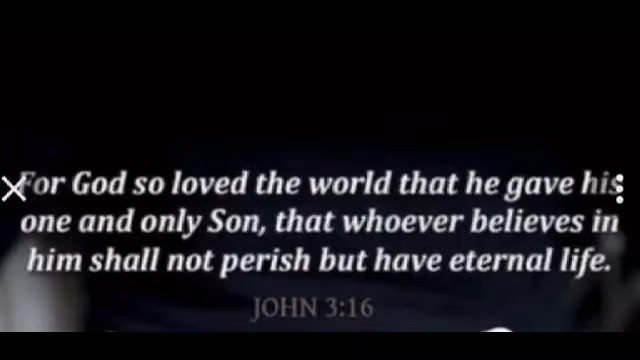 For God so loved the world that he gave his
one and only Son, that whoever believes in
him shall not perish but have eternal life.
JOHN 3:16